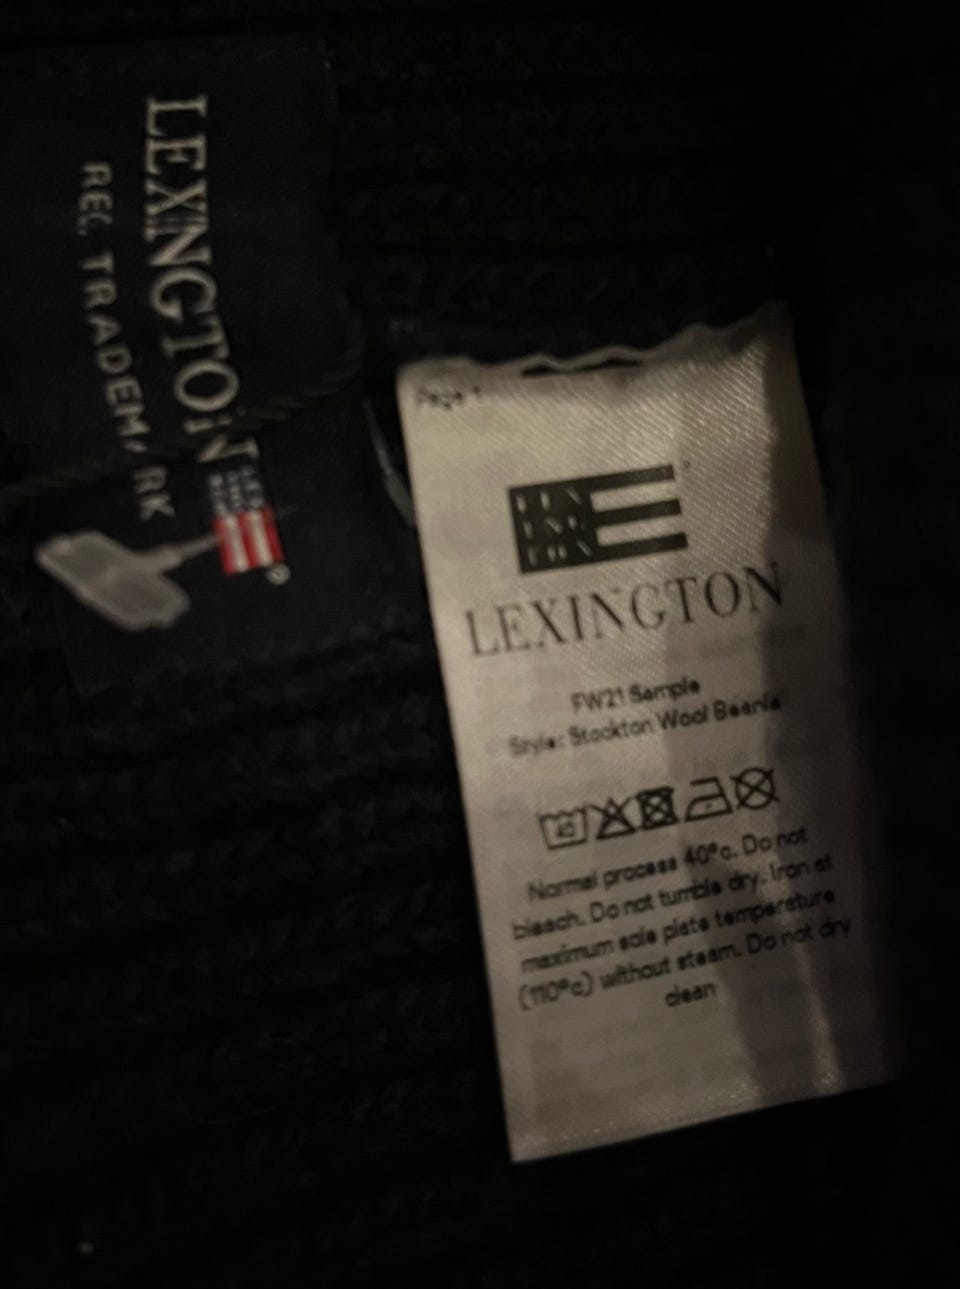 LEXINGTON
REG. TRADEMARK
Page 1
LEXINGTON
FW21 Sample
Style: Stockton Wool Beanie
40
Normal process 40°c. Do not
bleach. Do not tumble dry. Iron at
maximum sole plate temperature
(110°c) without steam. Do not dry
clean